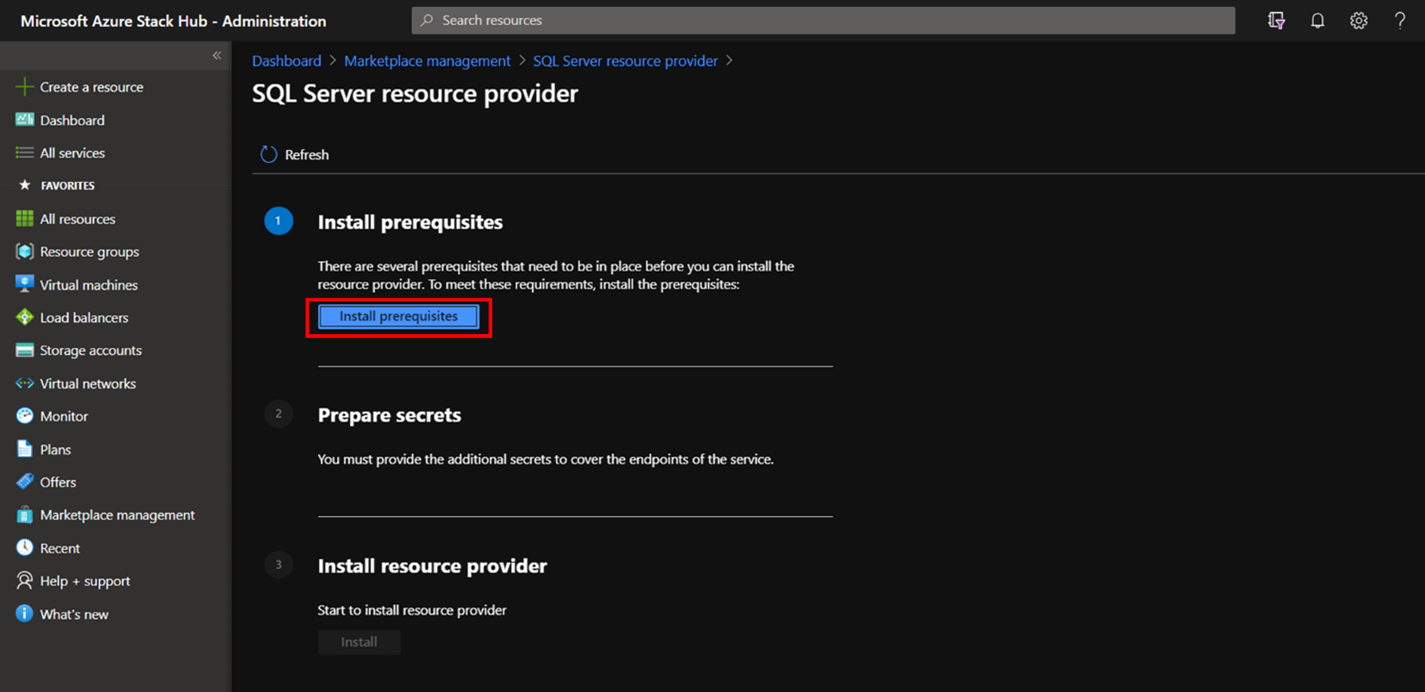 Microsoft Azure Stack Hub - Administration
Search resources
Create a resource
Dashboard
All services
FAVORITES
All resources
Resource groups
Virtual machines
Load balancers
Storage accounts
Virtual networks
Monitor
Plans
Offers
Marketplace management
Recent
Help + support
What's new
Dashboard > Marketplace management > SQL Server resource provider >
SQL Server resource provider
Refresh
1
Install prerequisites
There are several prerequisites that need to be in place before you can install the
resource provider. To meet these requirements, install the prerequisites:
Install prerequisites
2
Prepare secrets
You must provide the additional secrets to cover the endpoints of the service.
3
Install resource provider
Start to install resource provider
Install